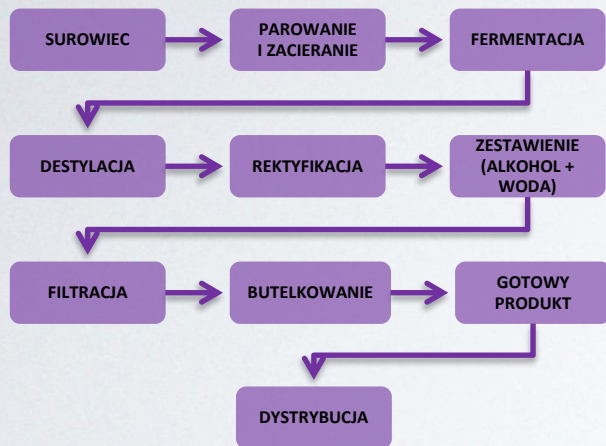 SUROWIEC
PAROWANIE
I ZACIERANIE
FERMENTACJA
DESTYLACJA
REKTYFIKACJA
ZESTAWIENIE
(ALKOHOL +
WODA)
FILTRACJA
BUTELKOWANIE
GOTOWY
PRODUKT
DYSTRYBUCJA